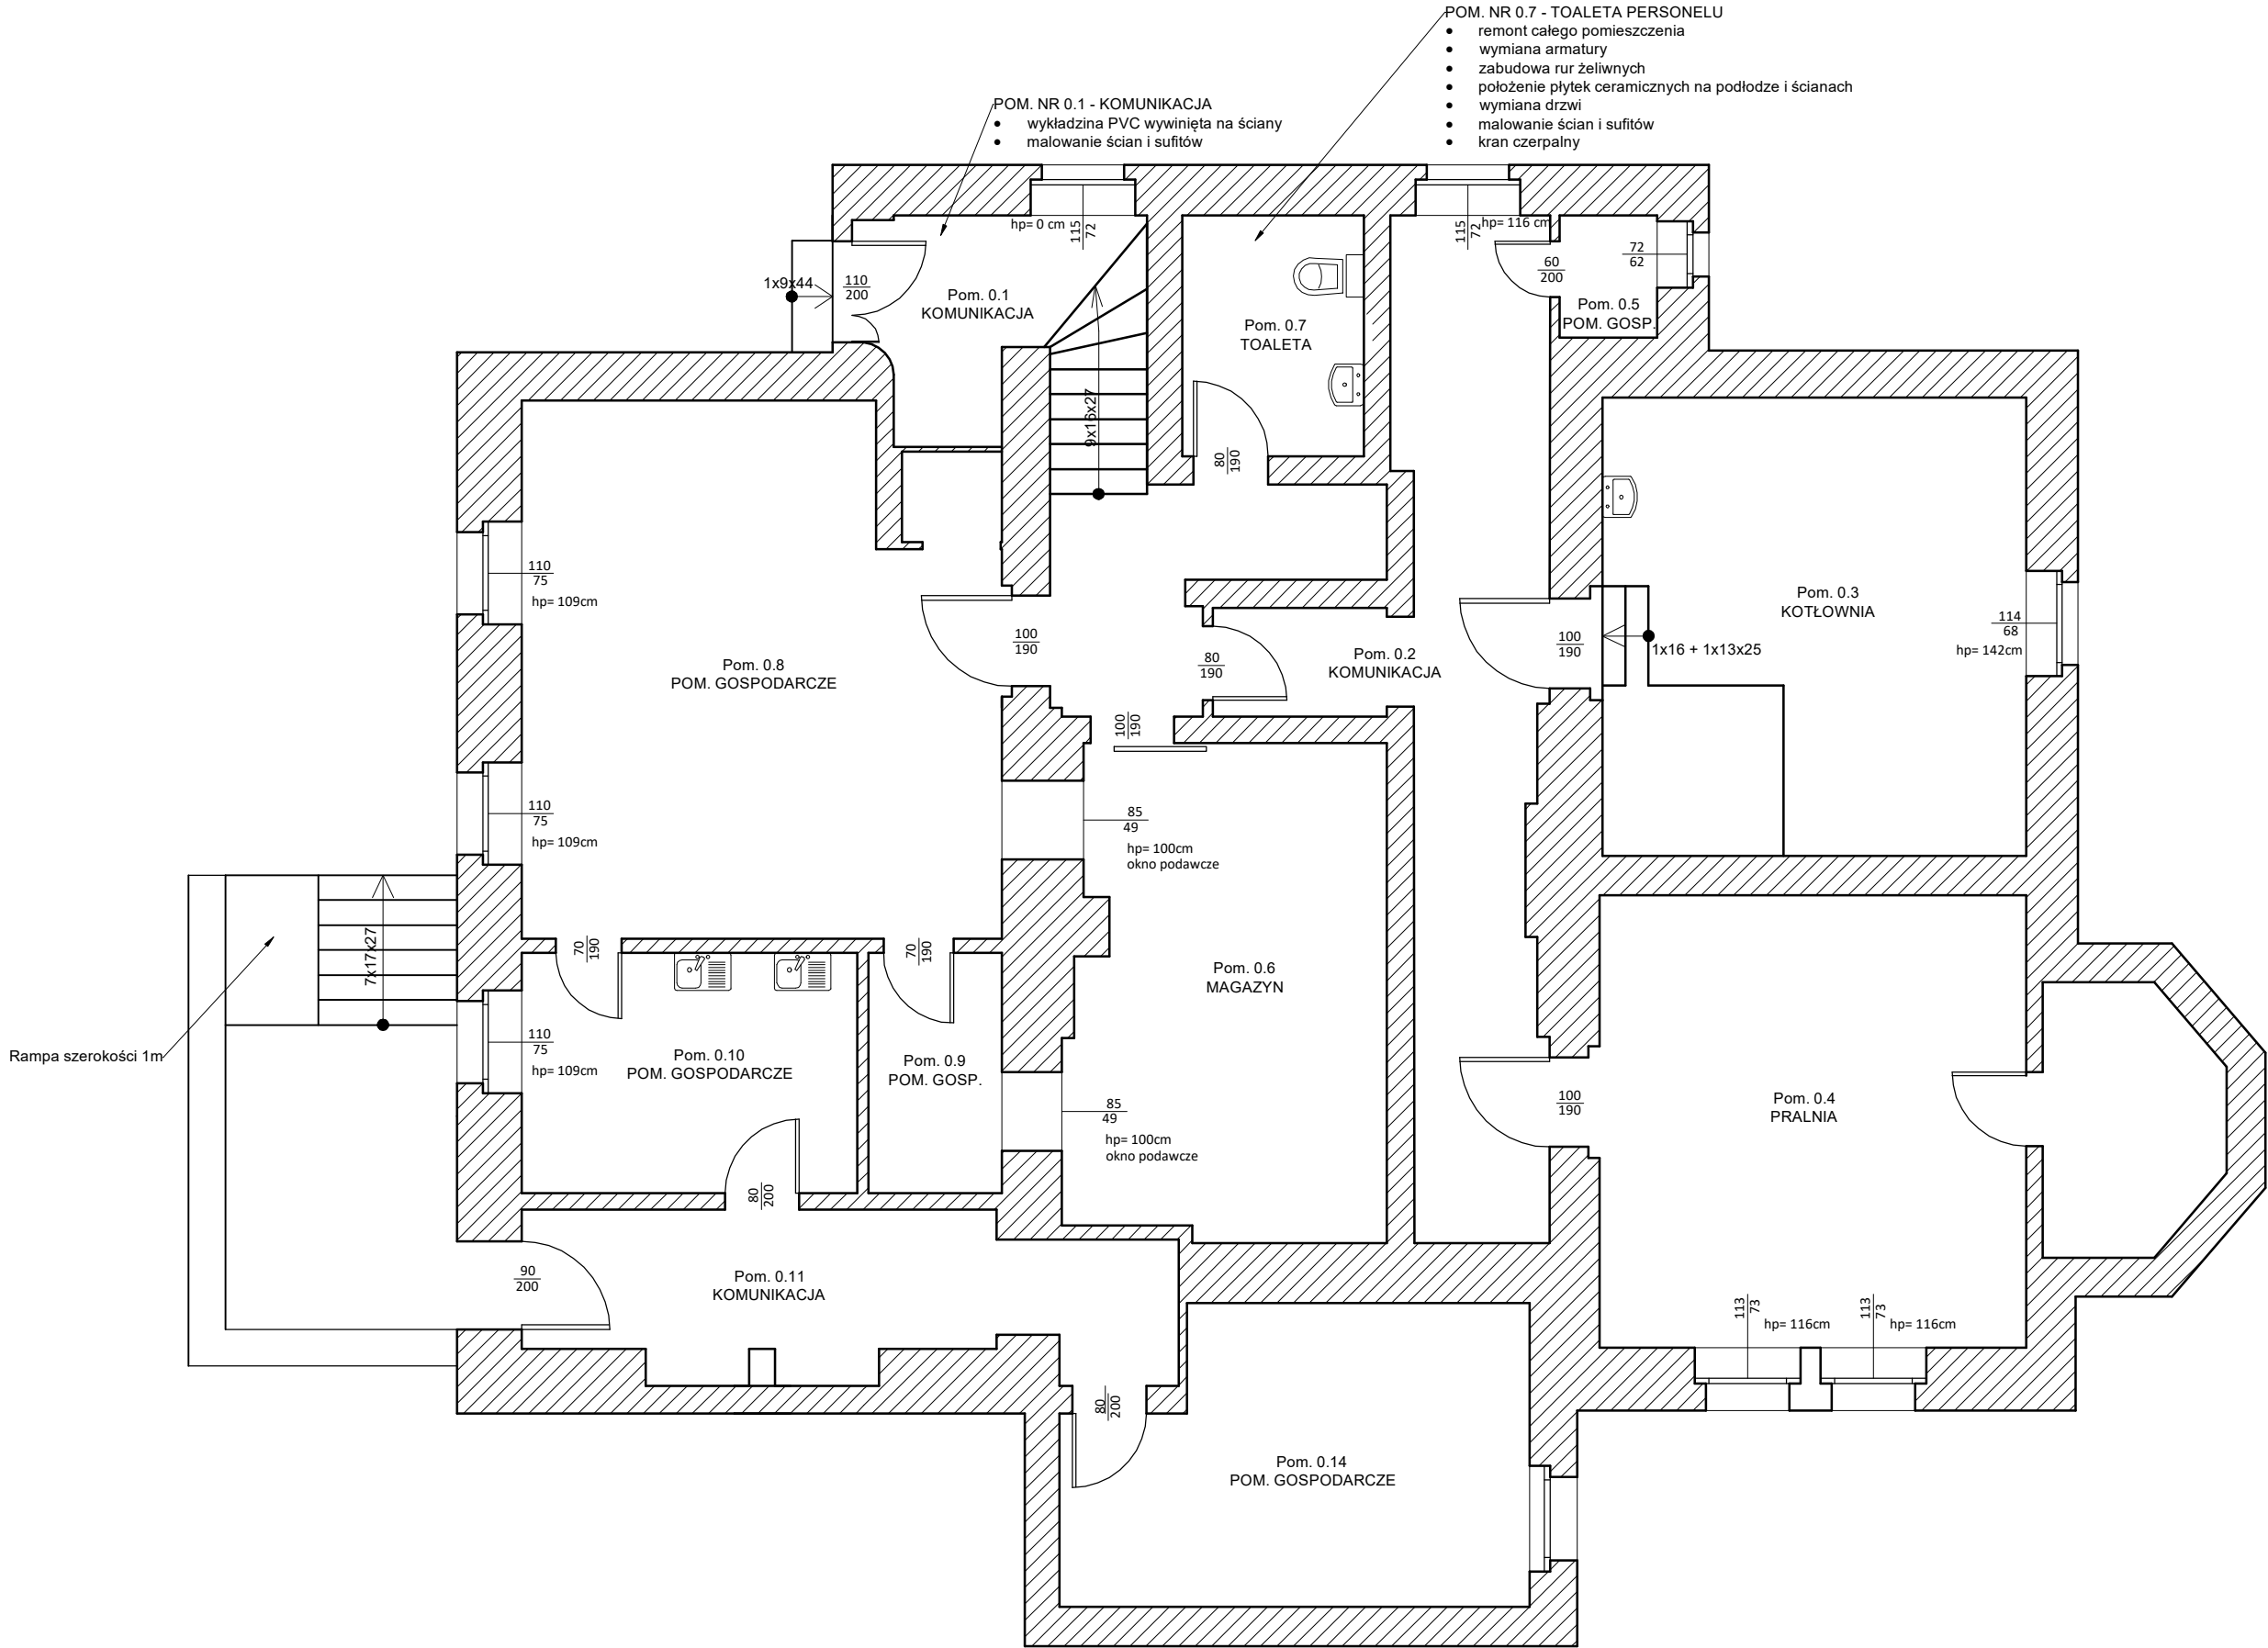 POM. NR 0.7 - TOALETA PERSONELU
• remont całego pomieszczenia
• wymiana armatury
• zabudowa rur żeliwnych
• położenie płytek ceramicznych na podłodze i ścianach
• wymiana drzwi
• malowanie ścian i sufitów
• kran czerpalny
POM. NR 0.1 - KOMUNIKACJA
• wykładzina PVC wywinięta na ściany
• malowanie ścian i sufitów
hp= 0 cm
115
72
hp= 116 cm
115
72
72
62
60
200
1x9x44
110
200
Pom. 0.1
KOMUNIKACJA
Pom. 0.5
POM. GOSP.
Pom. 0.7
TOALETA
9x16x27
80
190
110
75
hp= 109cm
Pom. 0.3
KOTŁOWNIA
114
68
hp= 142cm
100
190
Pom. 0.8
POM. GOSPODARCZE
80
190
Pom. 0.2
KOMUNIKACJA
100
190
1x16 + 1x13x25
100
190
110
75
hp= 109cm
85
49
hp= 100cm
okno podawcze
7x17x27
70
190
70
190
Pom. 0.6
MAGAZYN
Rampa szerokości 1m
110
75
hp= 109cm
Pom. 0.10
POM. GOSPODARCZE
Pom. 0.9
POM. GOSP.
85
49
hp= 100cm
okno podawcze
100
190
Pom. 0.4
PRALNIA
80
200
90
200
Pom. 0.11
KOMUNIKACJA
113
73
hp= 116cm
113
73
hp= 116cm
80
200
Pom. 0.14
POM. GOSPODARCZE